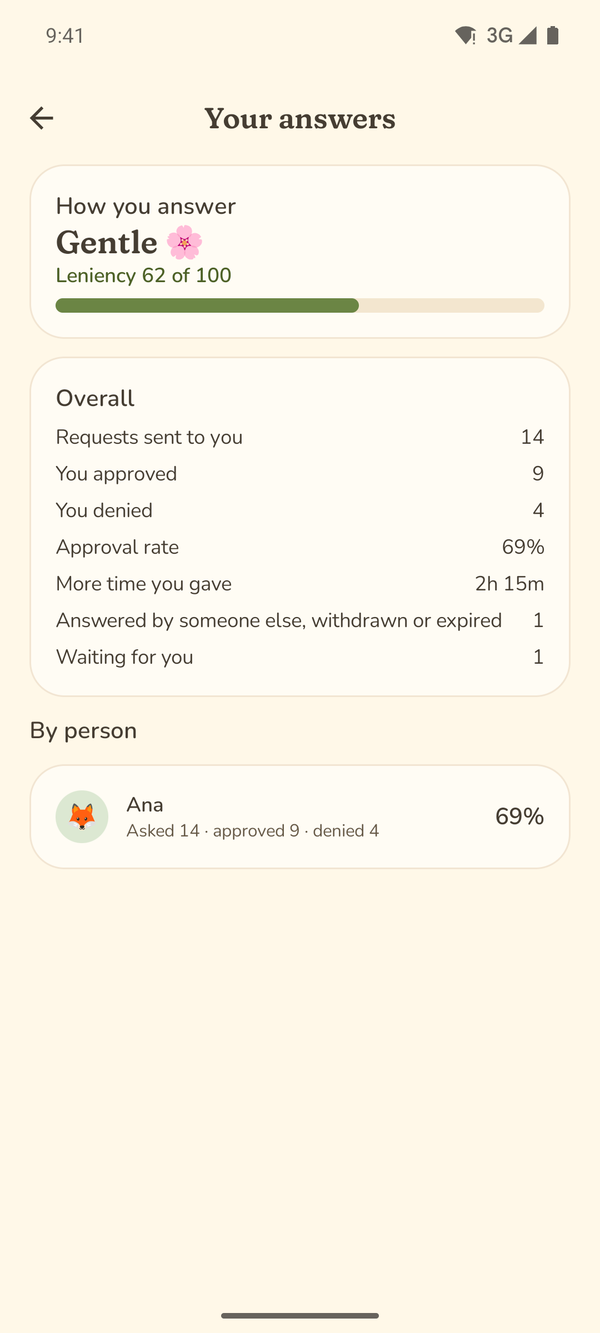 9:41
3G
Your answers
How you answer
Gentle 🌸
Leniency 62 of 100
Overall
Requests sent to you 14
You approved 9
You denied 4
Approval rate 69%
More time you gave 2h 15m
Answered by someone else, withdrawn or expired 1
Waiting for you 1
By person
Ana
Asked 14 · approved 9 · denied 4
69%